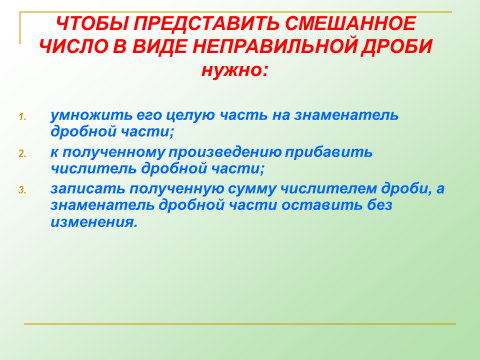 ЧТОБЫ ПРЕДСТАВИТЬ СМЕШАННОЕ
ЧИСЛО В ВИДЕ НЕПРАВИЛЬНОЙ ДРОБИ
нужно:
1. умножить его целую часть на знаменатель
дробной части;
2. к полученному произведению прибавить
числитель дробной части;
3. записать полученную сумму числителем дроби, а
знаменатель дробной части оставить без
изменения.